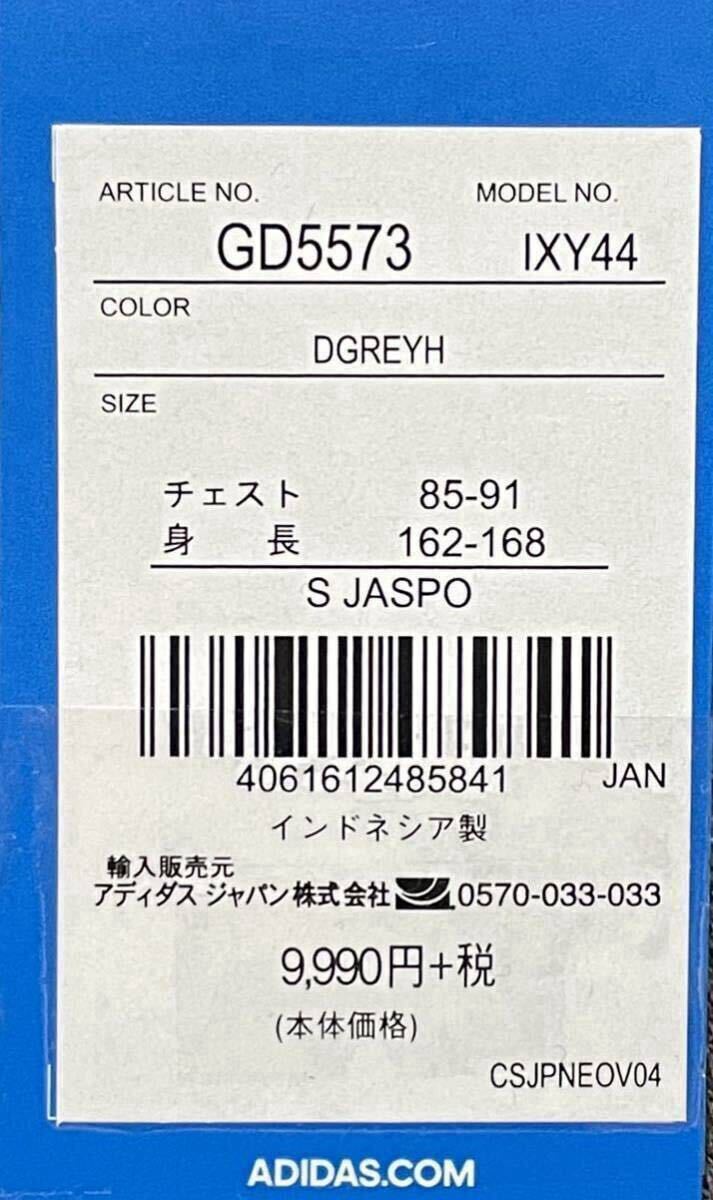 ARTICLE NO. MODEL NO.
GD5573 IXY44
COLOR
DGREYH
SIZE
チェスト 85-91
身 長 162-168
S JASPO
4061612485841 JAN
インドネシア製
輸入販売元
アディダス ジャパン株式会社 0570-033-033
9,990円+税
(本体価格)
CSJPNEOV04
ADIDAS.COM